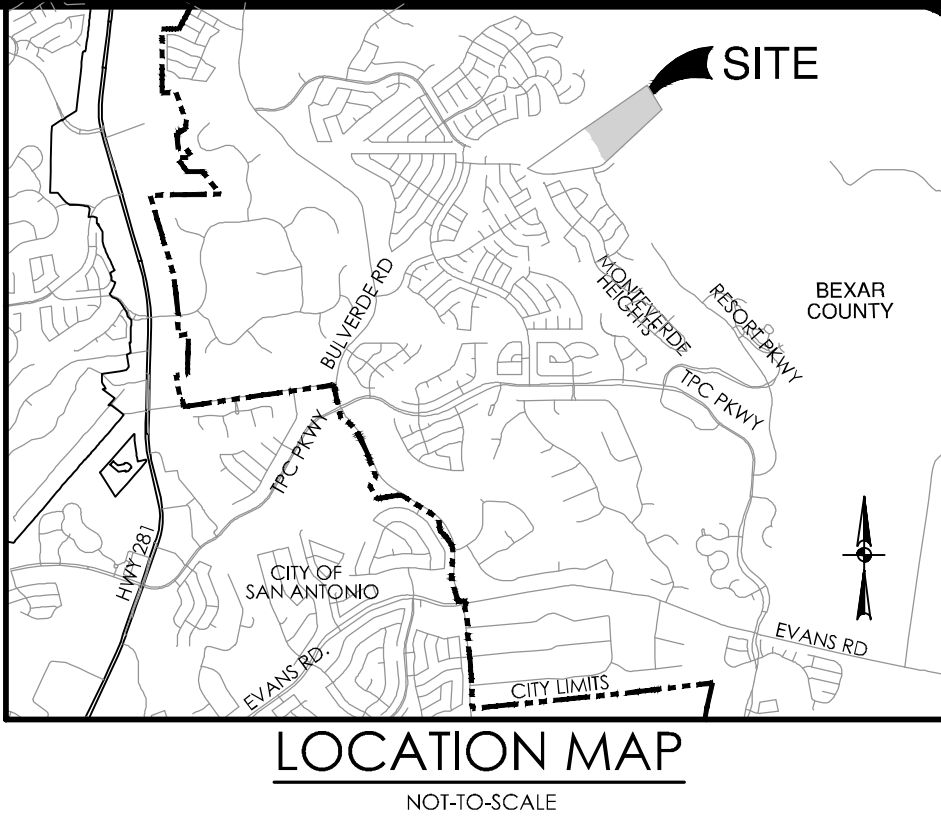 SITE
BULVERDE RD
MONTEVERDE
HEIGHTS
RESORT PKWY
BEXAR
COUNTY
TPC PKWY
TPC PKWY
HWY 281
CITY OF
SAN ANTONIO
EVANS RD.
EVANS RD
CITY LIMITS
LOCATION MAP
NOT-TO-SCALE